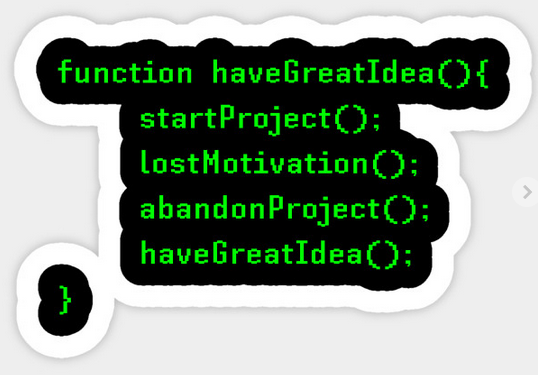 function haveGreatIdea(){
startProject();
lostMotivation();
abandonProject();
haveGreatIdea();
}